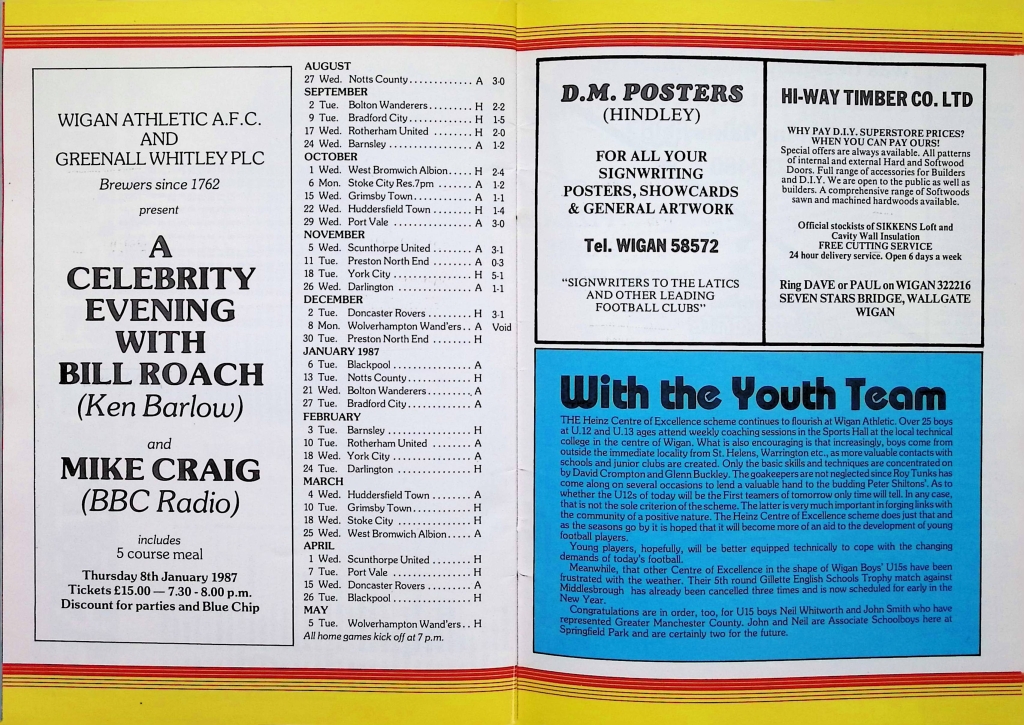 WIGAN ATHLETIC A.F.C.
AND
GREENALL WHITLEY PLC
Brewers since 1762
present
A
CELEBRITY
EVENING
WITH
BILL ROACH
(Ken Barlow)
and
MIKE CRAIG
(BBC Radio)
includes
5 course meal
Thursday 8th January 1987
Tickets £15.00 — 7.30 - 8.00 p.m.
Discount for parties and Blue Chip
AUGUST
27 Wed. Notts County............. A 3-0
SEPTEMBER
2 Tue. Bolton Wanderers......... H 2-2
9 Tue. Bradford City............. H 1-5
17 Wed. Rotherham United ........ H 2-0
24 Wed. Barnsley ................. A 1-2
OCTOBER
1 Wed. West Bromwich Albion..... H 2-4
6 Mon. Stoke City Res.7pm ....... A 1-2
15 Wed. Grimsby Town............ A 1-1
22 Wed. Huddersfield Town ....... H 1-4
29 Wed. Port Vale ................ A 3-0
NOVEMBER
5 Wed. Scunthorpe United ........ A 3-1
11 Tue. Preston North End ........ A 0-3
18 Tue. York City ................ H 5-1
26 Wed. Darlington ............... A 1-1
DECEMBER
2 Tue. Doncaster Rovers ......... H 3-1
8 Mon. Wolverhampton Wand'ers.. A Void
30 Tue. Preston North End ........ H
JANUARY 1987
6 Tue. Blackpool ................ A
13 Tue. Notts County............. H
21 Wed. Bolton Wanderers......... A
27 Tue. Bradford City............. A
FEBRUARY
3 Tue. Barnsley ................. H
10 Tue. Rotherham United ........ A
18 Wed. York City ................ A
24 Tue. Darlington ............... H
MARCH
4 Wed. Huddersfield Town ........ A
10 Tue. Grimsby Town............ H
18 Wed. Stoke City ............... H
25 Wed. West Bromwich Albion..... A
APRIL
1 Wed. Scunthorpe United ........ H
7 Tue. Port Vale ................ H
15 Wed. Doncaster Rovers ........ A
26 Tue. Blackpool ................ H
MAY
5 Tue. Wolverhampton Wand'ers.. H
All home games kick off at 7 p.m.
D.M. POSTERS
(HINDLEY)
FOR ALL YOUR
SIGNWRITING
POSTERS, SHOWCARDS
& GENERAL ARTWORK
Tel. WIGAN 58572
"SIGNWRITERS TO THE LATICS
AND OTHER LEADING
FOOTBALL CLUBS"
HI-WAY TIMBER CO. LTD
WHY PAY D.I.Y. SUPERSTORE PRICES?
WHEN YOU CAN PAY OURS!
Special offers are always available. All patterns
of internal and external Hard and Softwood
Doors. Full range of accessories for Builders
and D.I.Y. We are open to the public as well as
builders. A comprehensive range of Softwoods
sawn and machined hardwoods available.
Official stockists of SIKKENS Loft and
Cavity Wall Insulation
FREE CUTTING SERVICE
24 hour delivery service. Open 6 days a week
Ring DAVE or PAUL on WIGAN 322216
SEVEN STARS BRIDGE, WALLGATE
WIGAN
With the Youth Team
THE Heinz Centre of Excellence scheme continues to flourish at Wigan Athletic. Over 25 boys
at U.12 and U.13 ages attend weekly coaching sessions in the Sports Hall at the local technical
college in the centre of Wigan. What is also encouraging is that increasingly, boys come from
outside the immediate locality from St. Helens, Warrington etc., as more valuable contacts with
schools and junior clubs are created. Only the basic skills and techniques are concentrated on
by David Crompton and Glenn Buckley. The goalkeepers are not neglected since Roy Tunks has
come along on several occasions to lend a valuable hand to the budding Peter Shiltons'. As to
whether the U12s of today will be the First teamers of tomorrow only time will tell. In any case,
that is not the sole criterion of the scheme. The latter is very much important in forging links with
the community of a positive nature. The Heinz Centre of Excellence scheme does just that and
as the seasons go by it is hoped that it will become more of an aid to the development of young
football players.
Young players, hopefully, will be better equipped technically to cope with the changing
demands of today's football.
Meanwhile, that other Centre of Excellence in the shape of Wigan Boys' U15s have been
frustrated with the weather. Their 5th round Gillette English Schools Trophy match against
Middlesbrough has already been cancelled three times and is now scheduled for early in the
New Year.
Congratulations are in order, too, for U15 boys Neil Whitworth and John Smith who have
represented Greater Manchester County. John and Neil are Associate Schoolboys here at
Springfield Park and are certainly two for the future.